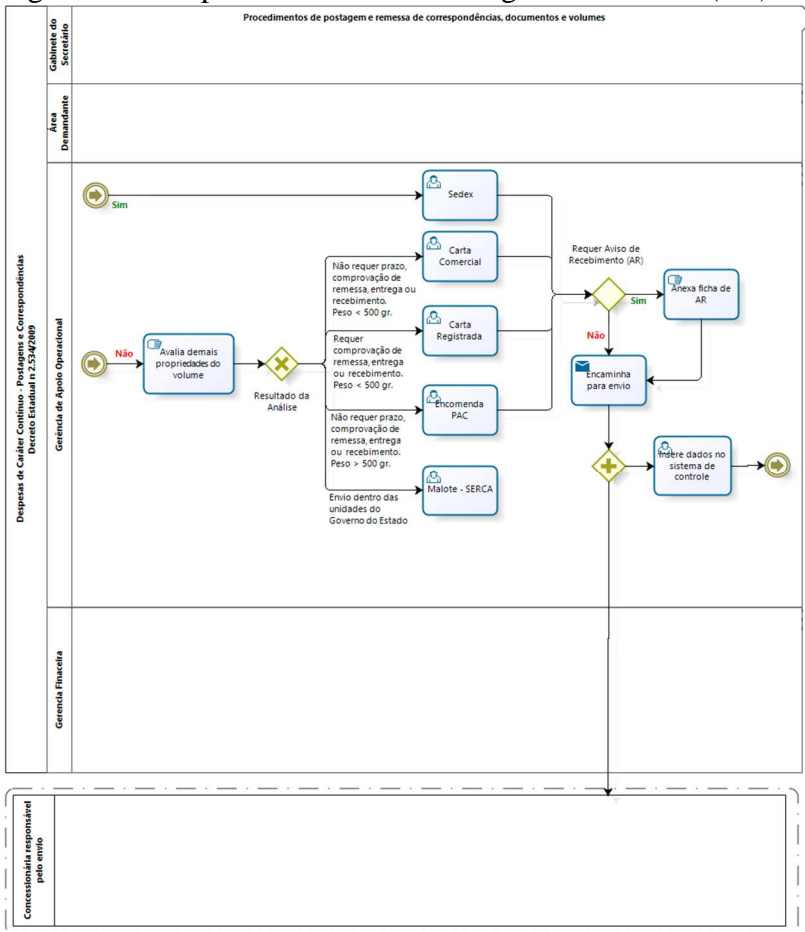 Procedimentos de postagem e remessa de correspondências, documentos e volumes
Despesas de Caráter Contínuo - Postagens e Correspondências
Decreto Estadual n 2.534/2009
Gabinete do
Secretário
Área
Demandante
Gerência de Apoio Operacional
Sim
Sedex
Carta
Comercial
Não requer prazo,
comprovação de
remessa, entrega ou
recebimento.
Peso < 500 gr.
Requer Aviso de
Recebimento (AR)
Sim
Anexa ficha de
AR
Não
Não
Avalia demais
propriedades do
volume
Resultado da
Análise
Requer
comprovação de
remessa, entrega
ou recebimento.
Peso < 500 gr.
Carta
Registrada
Encaminha
para envio
Não requer prazo,
comprovação de
remessa, entrega
ou recebimento.
Peso > 500 gr.
Encomenda
PAC
Envio dentro das
unidades do
Governo do Estado
Malote - SERCA
Insere dados no
sistema de
controle
Gerencia Finaceira
Concessionária responsável
pelo envio